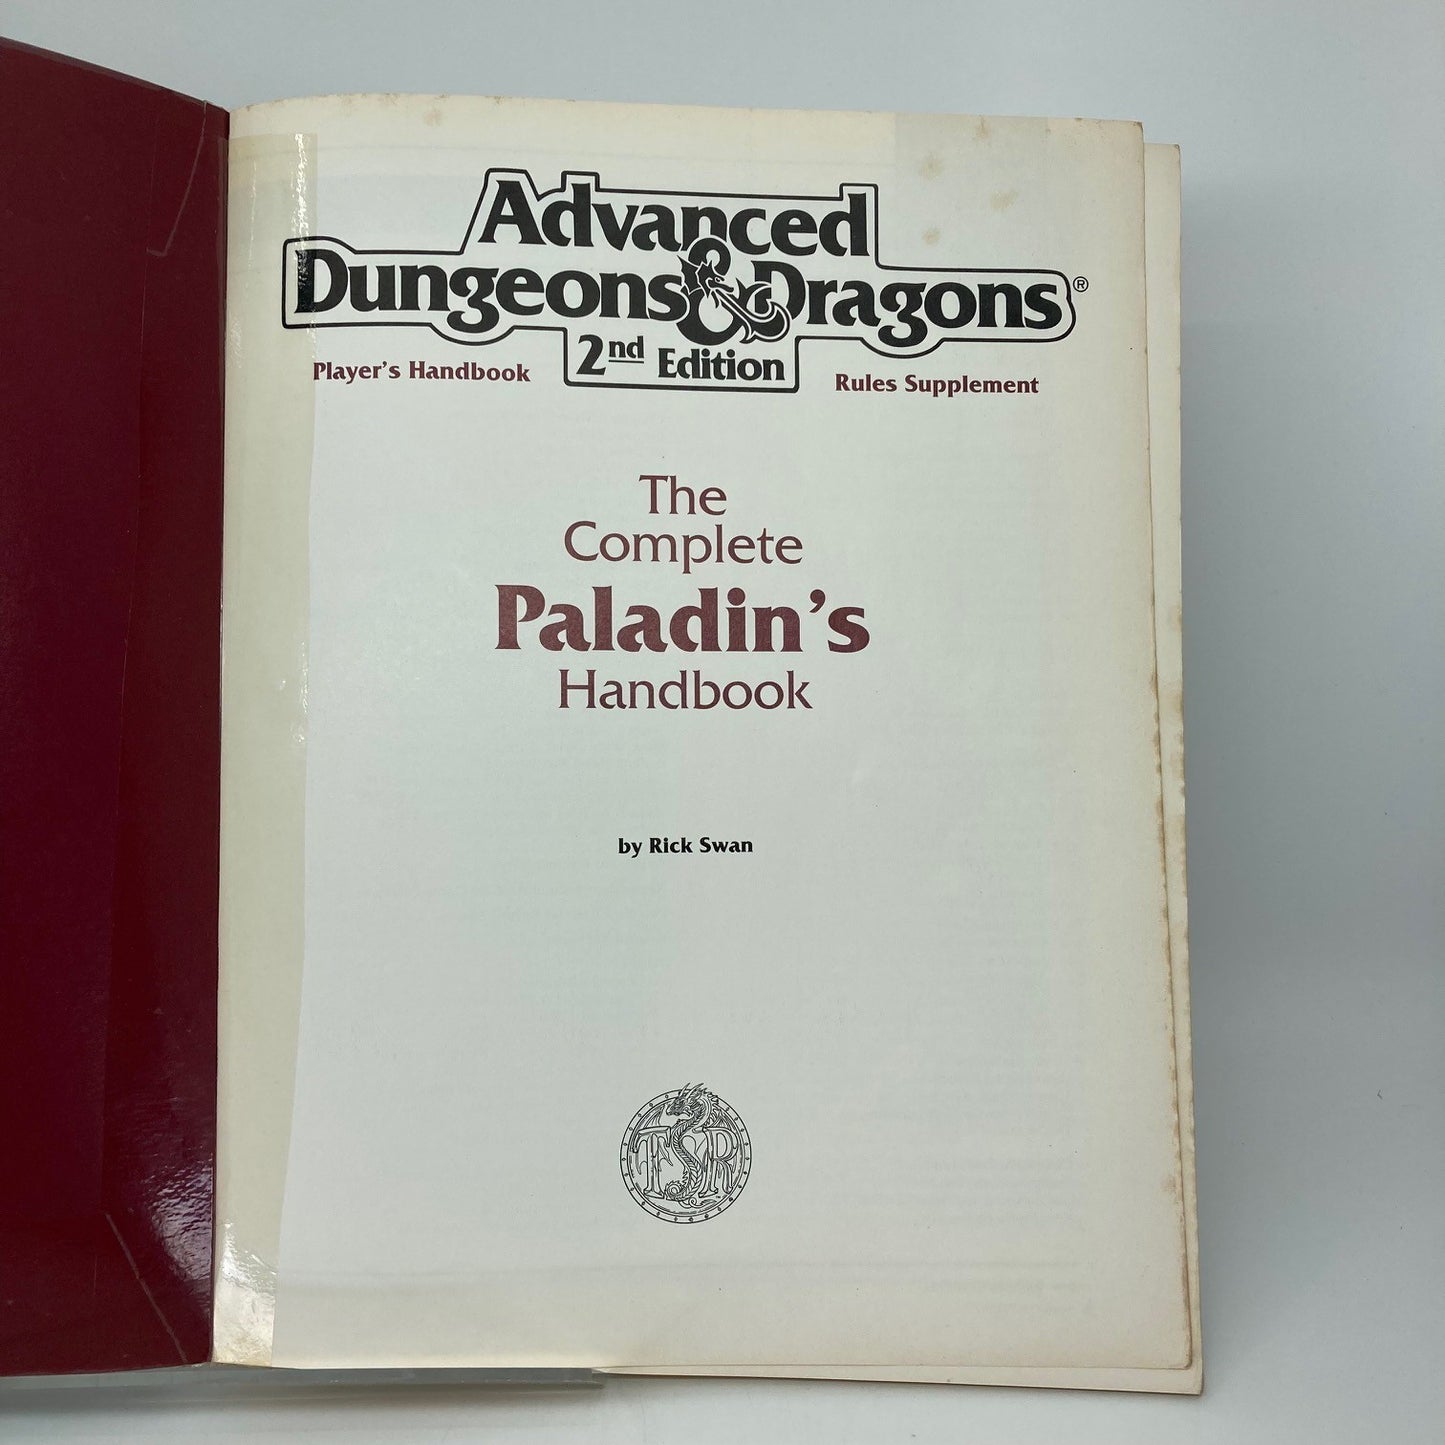 Advanced
Dungeons & Dragons®
2nd Edition
Player's Handbook
Rules Supplement
The
Complete
Paladin's
Handbook
by Rick Swan
TSR